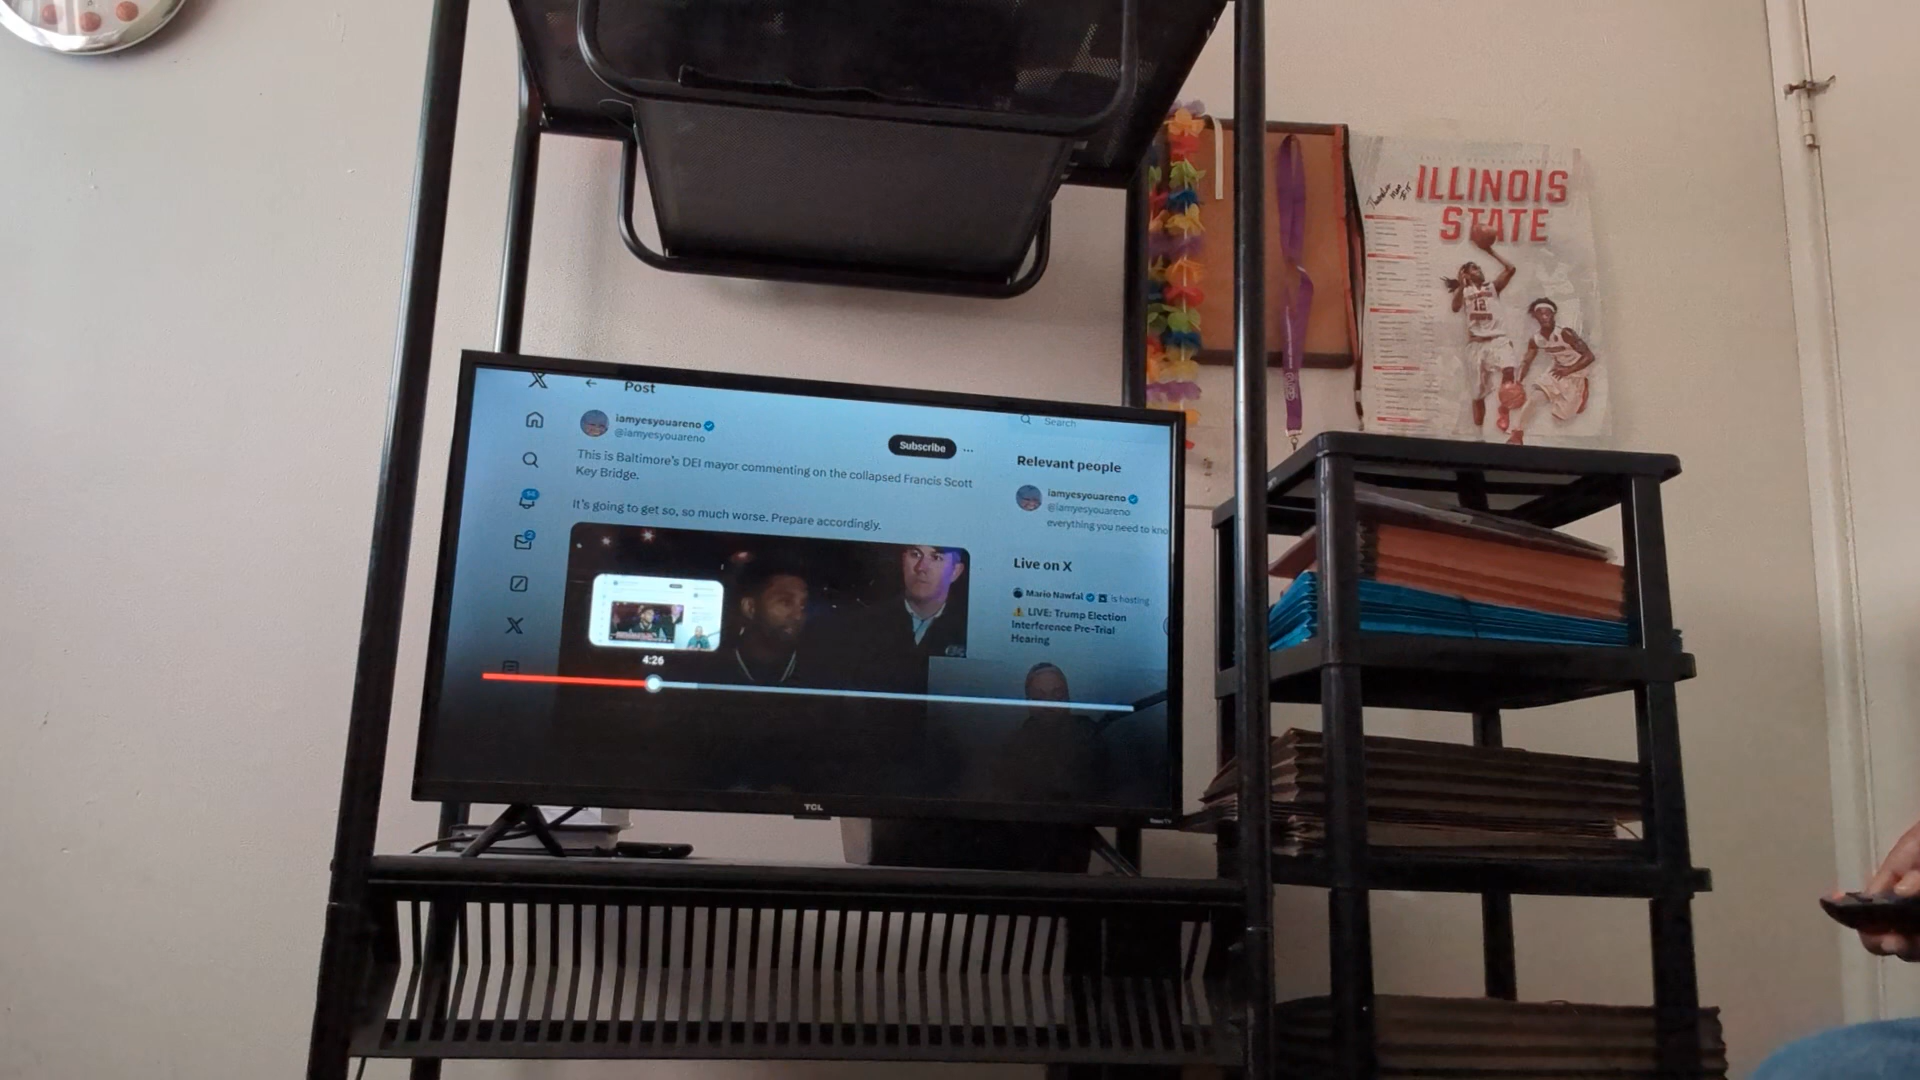 ILLINOIS
STATE
12
Post
Search
iamyesyouareno
@iamyesyouareno
Subscribe
This is Baltimore's DEI mayor commenting on the collapsed Francis Scott
Key Bridge.
It's going to get so, so much worse. Prepare accordingly.
Relevant people
iamyesyouareno
@iamyesyouareno
everything you need to kno
Live on X
Mario Nawfal is hosting
LIVE: Trump Election
Interference Pre-Trial
Hearing
4:26
TCL